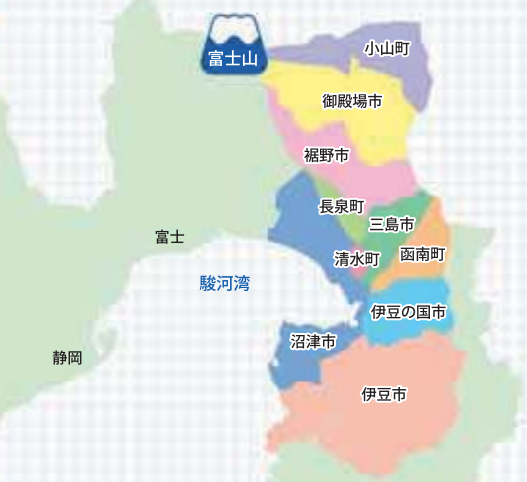 小山町
富士山
御殿場市
裾野市
長泉町
三島市
富士
清水町
函南町
駿河湾
伊豆の国市
沼津市
静岡
伊豆市